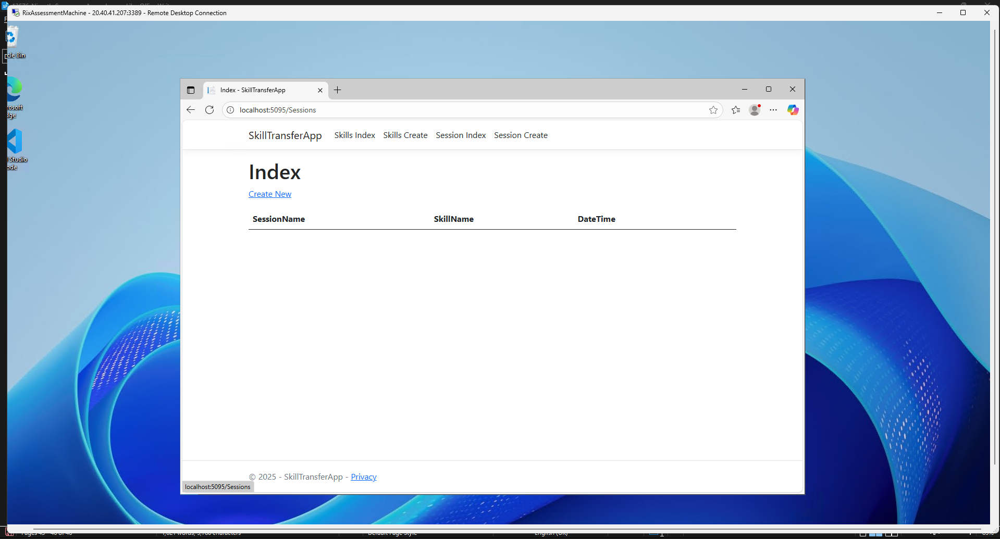 RixAssessmentMachine - 20.40.41.207:3389 - Remote Desktop Connection
cle Bin
rosoft
dge
Studio
ode
Index - SkillTransferApp
localhost:5095/Sessions
SkillTransferApp Skills Index Skills Create Session Index Session Create
Index
Create New
SessionName SkillName DateTime
© 2025 - SkillTransferApp - Privacy
localhost:5095/Sessions